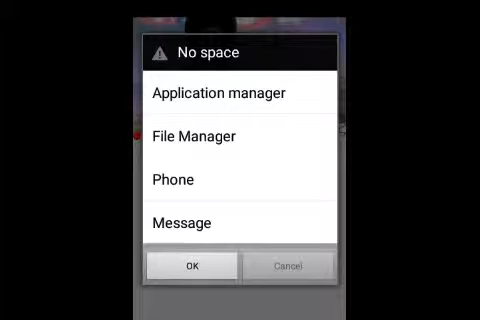 No space
Application manager
File Manager
Phone
Message
OK
Cancel